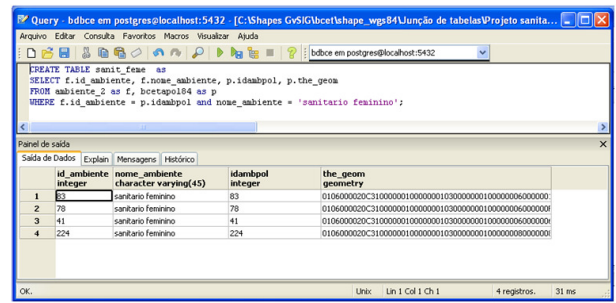 Query - bdbce em postgres@localhost:5432 - [C:\Shapes GvSIG\bcet\shape_wgs84\Junção de tabelas\Projeto sanita...
Arquivo Editar Consulta Favoritos Macros Visualizar Ajuda
bdbce em postgres@localhost:5432
CREATE TABLE sanit_feme as
SELECT f.id_ambiente, f.nome_ambiente, p.idambpol, p.the_geom
FROM ambiente_2 as f, bcetapol84 as p
WHERE f.id_ambiente = p.idambpol and nome_ambiente = 'sanitario feminino';
Painel de saída
Saída de Dados Explain Mensagens Histórico
id_ambiente nome_ambiente idambpol the_geom
integer character varying(45) integer geometry
1 83 sanitario feminino 83
2 78 sanitario feminino 78
3 41 sanitario feminino 41
4 224 sanitario feminino 224
OK. Unix Lin 1 Col 1 Ch 1 4 registros. 31 ms